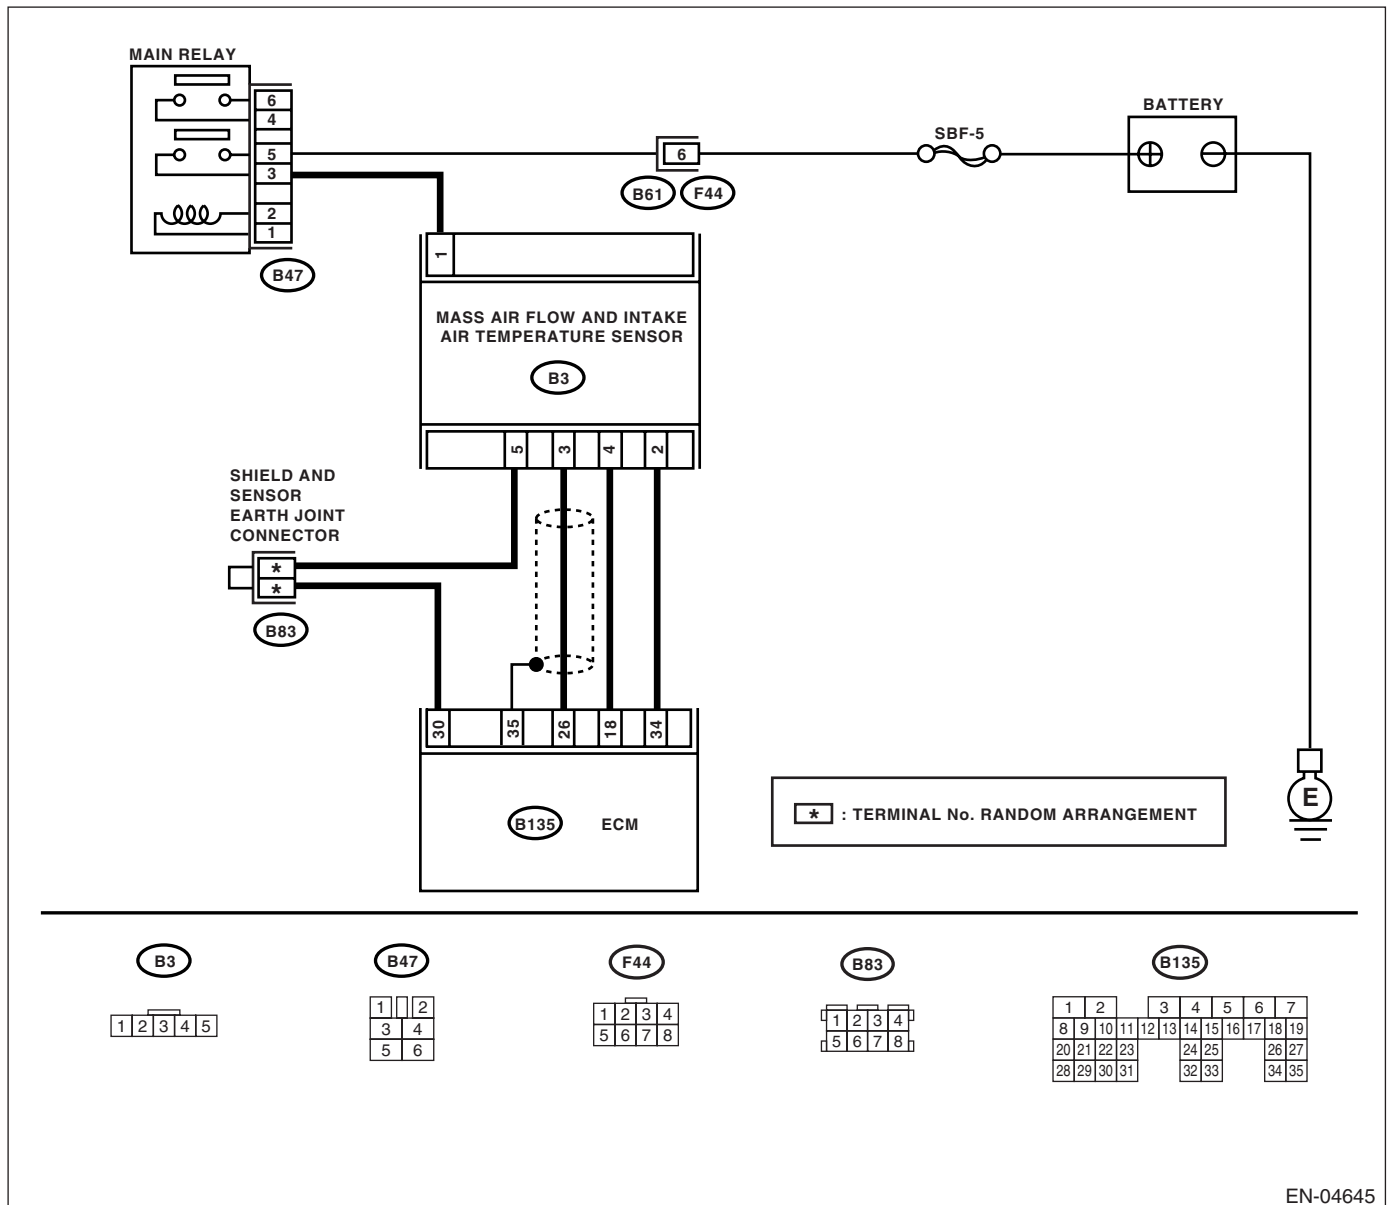 MAIN RELAY
6
4
5
3
2
1
B47
6
B61 F44
SBF-5
BATTERY
1
MASS AIR FLOW AND INTAKE
AIR TEMPERATURE SENSOR
B3
5 3 4 2
SHIELD AND
SENSOR
EARTH JOINT
CONNECTOR
*
*
B83
30 35 26 18 34
B135 ECM
* : TERMINAL No. RANDOM ARRANGEMENT
E
B3
1 2 3 4 5
B47
1 2
3 4
5 6
F44
1 2 3 4
5 6 7 8
B83
1 2 3 4
5 6 7 8
B135
1 2 3 4 5 6 7
8 9 10 11 12 13 14 15 16 17 18 19
20 21 22 23 24 25 26 27
28 29 30 31 32 33 34 35
EN-04645